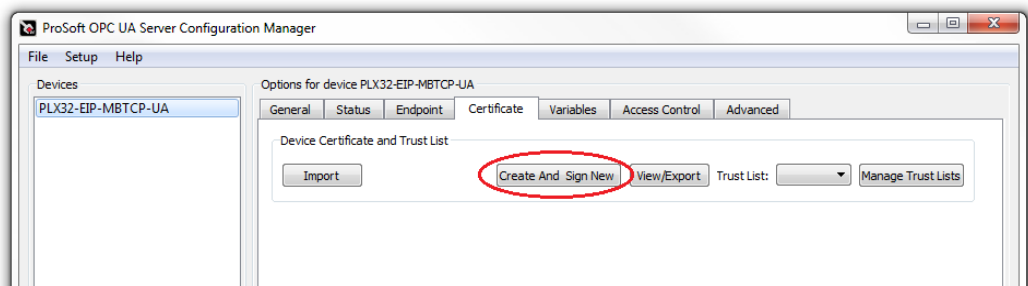 ProSoft OPC UA Server Configuration Manager
File Setup Help
Devices
PLX32-EIP-MBTCP-UA
Options for device PLX32-EIP-MBTCP-UA
General Status Endpoint Certificate Variables Access Control Advanced
Device Certificate and Trust List
Import Create And Sign New View/Export Trust List: Manage Trust Lists